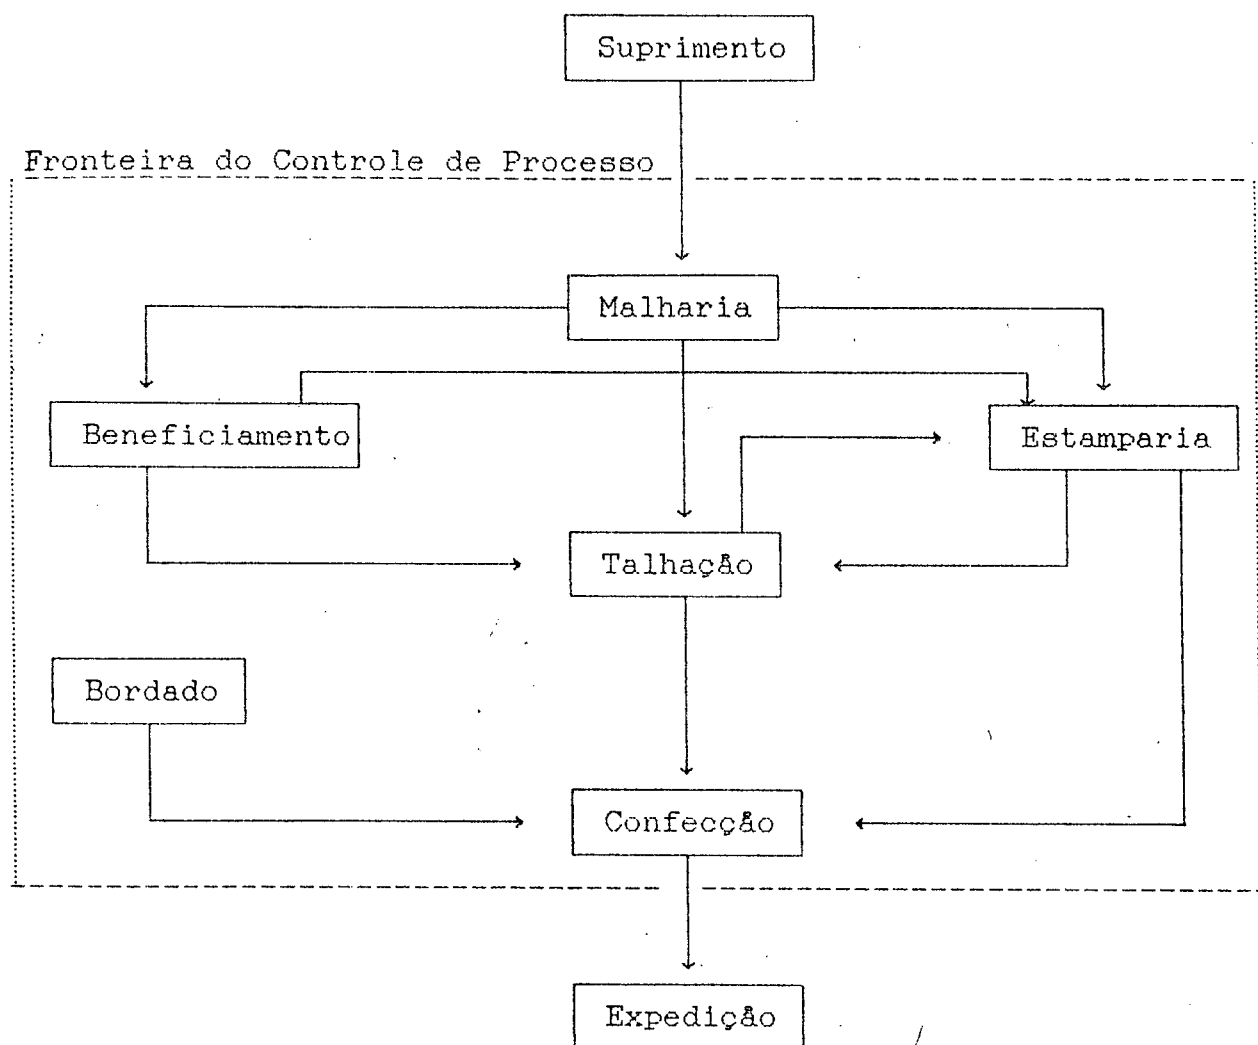 Suprimento
Fronteira do Controle de Processo
Malharia
Beneficiamento
Estamparia
Talhação
Bordado
Confecção
Expedição